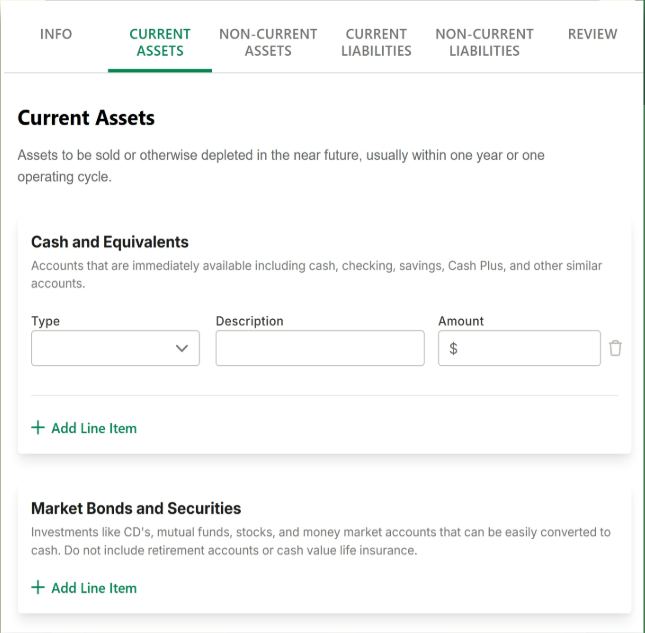 INFO
CURRENT ASSETS
NON-CURRENT ASSETS
CURRENT LIABILITIES
NON-CURRENT LIABILITIES
REVIEW
Current Assets
Assets to be sold or otherwise depleted in the near future, usually within one year or one
operating cycle.
Cash and Equivalents
Accounts that are immediately available including cash, checking, savings, Cash Plus, and other similar
accounts.
Type Description Amount
$
+ Add Line Item
Market Bonds and Securities
Investments like CD's, mutual funds, stocks, and money market accounts that can be easily converted to
cash. Do not include retirement accounts or cash value life insurance.
+ Add Line Item